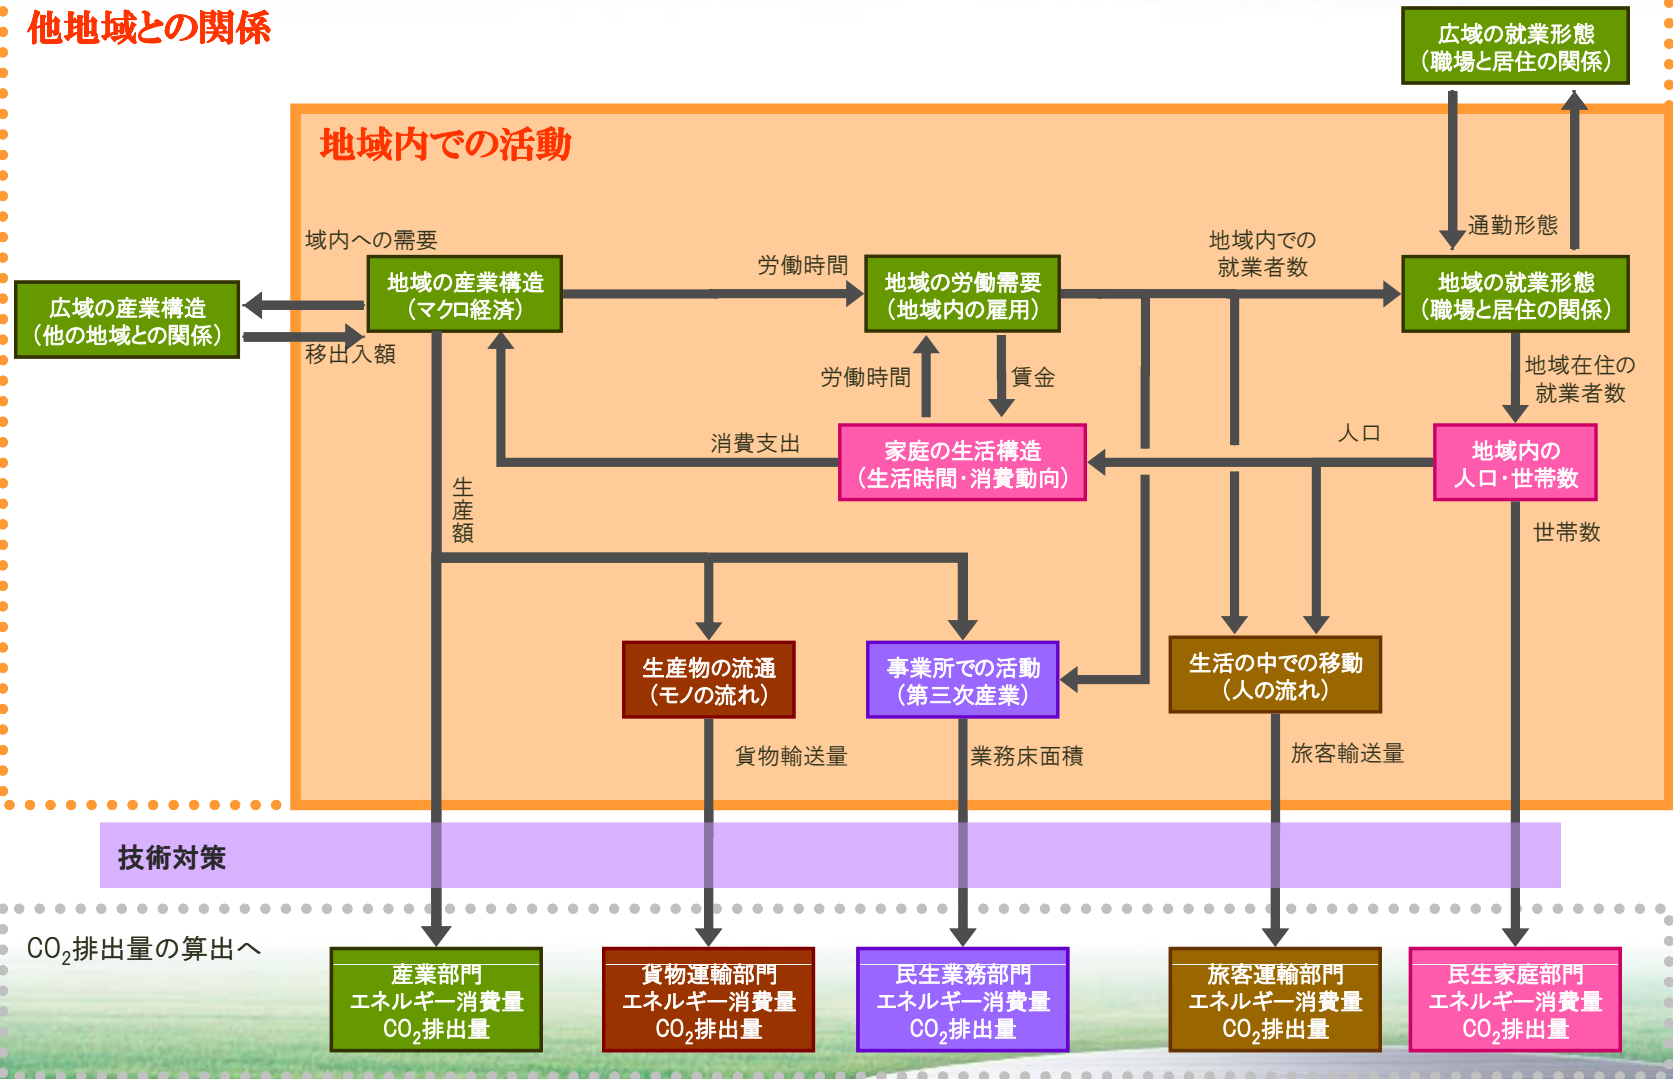 他地域との関係
広域の就業形態
（職場と居住の関係）
地域内での活動
通勤形態
域内への需要
労働時間
地域内での
就業者数
広域の産業構造
（他の地域との関係）
地域の産業構造
（マクロ経済）
地域の労働需要
（地域内の雇用）
地域の就業形態
（職場と居住の関係）
移出入額
労働時間
賃金
地域在住の
就業者数
消費支出
家庭の生活構造
（生活時間・消費動向）
人口
地域内の
人口・世帯数
生産額
世帯数
生産物の流通
（モノの流れ）
事業所での活動
（第三次産業）
生活の中での移動
（人の流れ）
貨物輸送量
業務床面積
旅客輸送量
技術対策
CO2排出量の算出へ
産業部門
エネルギー消費量
CO2排出量
貨物運輸部門
エネルギー消費量
CO2排出量
民生業務部門
エネルギー消費量
CO2排出量
旅客運輸部門
エネルギー消費量
CO2排出量
民生家庭部門
エネルギー消費量
CO2排出量